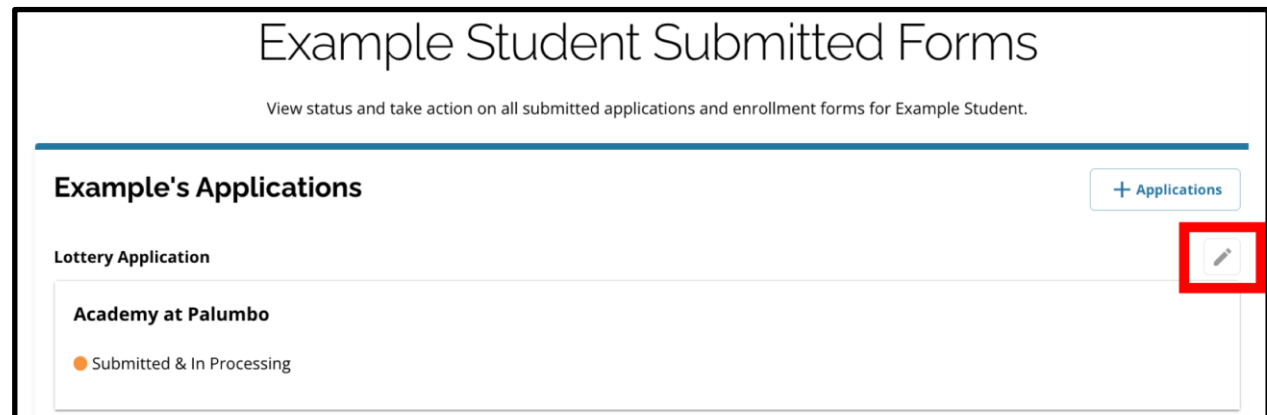 Example Student Submitted Forms
View status and take action on all submitted applications and enrollment forms for Example Student.
Example's Applications
+ Applications
Lottery Application
Academy at Palumbo
Submitted & In Processing